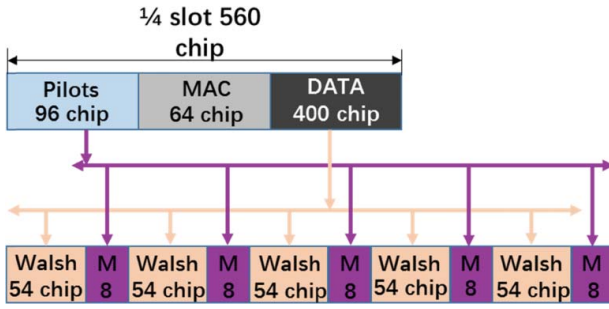 ¼ slot 560
chip
Pilots MAC DATA
96 chip 64 chip 400 chip
Walsh M Walsh M Walsh M Walsh M Walsh M
54 chip 8 54 chip 8 54 chip 8 54 chip 8 54 chip 8